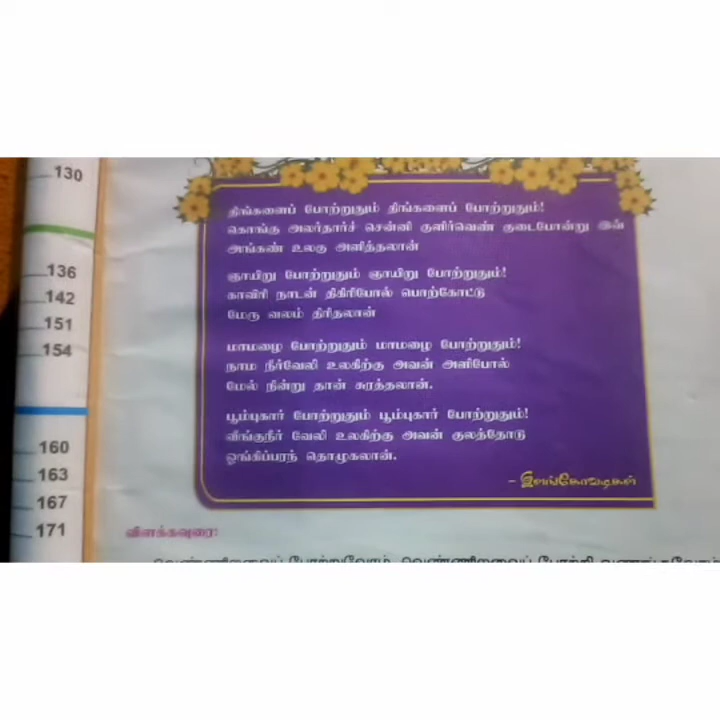 130
136
142
151
154
160
163
167
171
திங்களைப் போற்றுதும் திங்களைப் போற்றுதும்!
கொங்கு அலர்தார்ச் சென்னி குளிர்வெண் குடைபோன்று இவ்
அங்கண் உலகு அளித்தலான்
ஞாயிறு போற்றுதும் ஞாயிறு போற்றுதும்!
காவிரி நாடன் திகிரிபோல் பொற்கோட்டு
மேரு வலம் திரிதலான்
மாமழை போற்றுதும் மாமழை போற்றுதும்!
நாம நீர்வேலி உலகிற்கு அவன் அளிபோல்
மேல் நின்று தான் சுரத்தலான்.
பூம்புகார் போற்றுதும் பூம்புகார் போற்றுதும்!
வீங்குநீர் வேலி உலகிற்கு அவன் குலத்தோடு
ஓங்கிப்பரந் தொழுகலான்.
- இளங்கோவடிகள்
விளக்கவுரை: